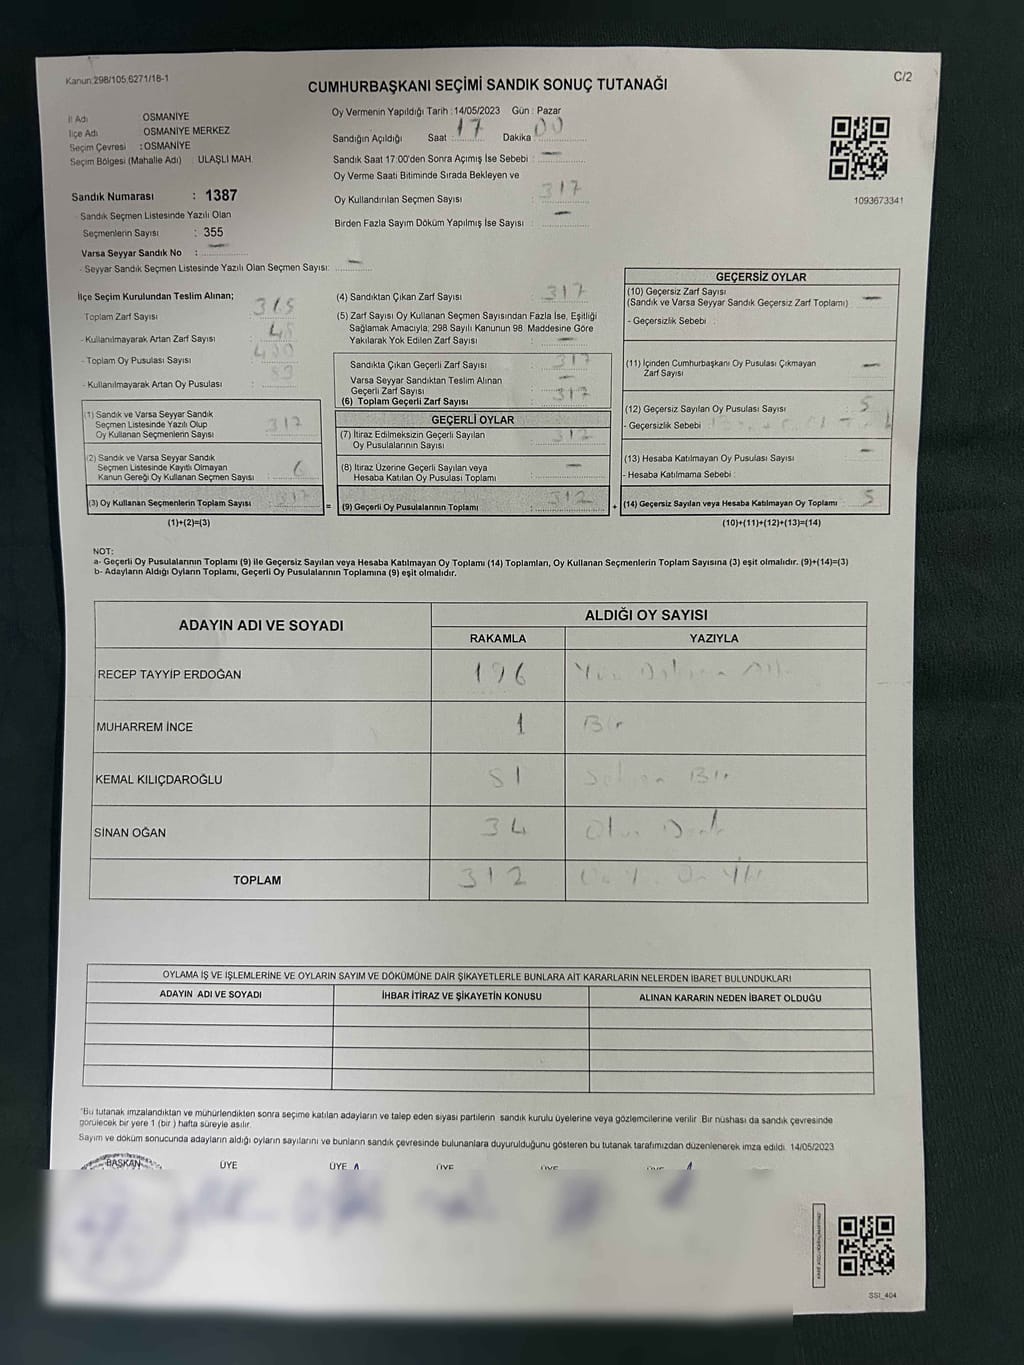 Kanun:298/105,6271/18-1
C/2
CUMHURBAŞKANI SEÇİMİ SANDIK SONUÇ TUTANAĞI
İl Adı OSMANİYE
İlçe Adı OSMANİYE MERKEZ
Seçim Çevresi : OSMANİYE
Seçim Bölgesi (Mahalle Adı) ULAŞLI MAH.
Sandık Numarası : 1387
- Sandık Seçmen Listesinde Yazılı Olan
Seçmenlerin Sayısı : 355
Varsa Seyyar Sandık No : —
- Seyyar Sandık Seçmen Listesinde Yazılı Olan Seçmen Sayısı: —
Oy Vermenin Yapıldığı Tarih : 14/05/2023 Gün : Pazar
Sandığın Açıldığı Saat : 17 Dakika : 00
Sandık Saat 17:00'den Sonra Açımış İse Sebebi : —
Oy Verme Saati Bitiminde Sırada Bekleyen ve
Oy Kullandırılan Seçmen Sayısı : 317
Birden Fazla Sayım Döküm Yapılmış İse Sayısı : —
1093673341
İlçe Seçim Kurulundan Teslim Alınan;
Toplam Zarf Sayısı : 365
- Kullanılmayarak Artan Zarf Sayısı : 48
- Toplam Oy Pusulası Sayısı : 400
- Kullanılmayarak Artan Oy Pusulası : 83
(1) Sandık ve Varsa Seyyar Sandık
Seçmen Listesinde Yazılı Olup
Oy Kullanan Seçmenlerin Sayısı : 317
(2) Sandık ve Varsa Seyyar Sandık
Seçmen Listesinde Kayıtlı Olmayan
Kanun Gereği Oy Kullanan Seçmen Sayısı :
(3) Oy Kullanan Seçmenlerin Toplam Sayısı : 317
(1)+(2)=(3)
(4) Sandıktan Çıkan Zarf Sayısı : 317
(5) Zarf Sayısı Oy Kullanan Seçmen Sayısından Fazla İse, Eşitliği
Sağlamak Amacıyla; 298 Sayılı Kanunun 98. Maddesine Göre
Yakılarak Yok Edilen Zarf Sayısı : —
Sandıkta Çıkan Geçerli Zarf Sayısı : 317
Varsa Seyyar Sandıktan Teslim Alınan
Geçerli Zarf Sayısı : —
(6) Toplam Geçerli Zarf Sayısı : 317
GEÇERLİ OYLAR
(7) İtiraz Edilmeksizin Geçerli Sayılan
Oy Pusulalarının Sayısı : 312
(8) İtiraz Üzerine Geçerli Sayılan veya
Hesaba Katılan Oy Pusulası Toplamı : —
= (9) Geçerli Oy Pusulalarının Toplamı : 312
GEÇERSİZ OYLAR
(10) Geçersiz Zarf Sayısı
(Sandık ve Varsa Seyyar Sandık Geçersiz Zarf Toplamı) : —
- Geçersizlik Sebebi :
(11) İçinden Cumhurbaşkanı Oy Pusulası Çıkmayan
Zarf Sayısı : —
(12) Geçersiz Sayılan Oy Pusulası Sayısı : 5
- Geçersizlik Sebebi
(13) Hesaba Katılmayan Oy Pusulası Sayısı : —
- Hesaba Katılmama Sebebi :
+ (14) Geçersiz Sayılan veya Hesaba Katılmayan Oy Toplamı : 5
(10)+(11)+(12)+(13)=(14)
NOT:
a- Geçerli Oy Pusulalarının Toplamı (9) ile Geçersiz Sayılan veya Hesaba Katılmayan Oy Toplamı (14) Toplamları, Oy Kullanan Seçmenlerin Toplam Sayısına (3) eşit olmalıdır. (9)+(14)=(3)
b- Adayların Aldığı Oyların Toplamı, Geçerli Oy Pusulalarının Toplamına (9) eşit olmalıdır.
ADAYIN ADI VE SOYADI
ALDIĞI OY SAYISI
RAKAMLA YAZIYLA
RECEP TAYYİP ERDOĞAN 196
MUHARREM İNCE 1 Bir
KEMAL KILIÇDAROĞLU 81 Seksen Bir
SİNAN OĞAN 34 Otuz Dört
TOPLAM 312
OYLAMA İŞ VE İŞLEMLERİNE VE OYLARIN SAYIM VE DÖKÜMÜNE DAİR ŞİKAYETLERLE BUNLARA AİT KARARLARIN NELERDEN İBARET BULUNDUKLARI
ADAYIN ADI VE SOYADI İHBAR İTİRAZ VE ŞİKAYETİN KONUSU ALINAN KARARIN NEDEN İBARET OLDUĞU
"Bu tutanak imzalandıktan ve mühürlendikten sonra seçime katılan adayların ve talep eden siyasi partilerin sandık kurulu üyelerine veya gözlemcilerine verilir. Bir nüshası da sandık çevresinde
görülecek bir yere 1 (bir) hafta süreyle asılır.
Sayım ve döküm sonucunda adayların aldığı oyların sayılarını ve bunların sandık çevresinde bulunanlara duyurulduğunu gösteren bu tutanak tarafımızdan düzenlenerek imza edildi. 14/05/2023
BAŞKAN ÜYE ÜYE ÜYE ÜYE ÜYE
SSI_404